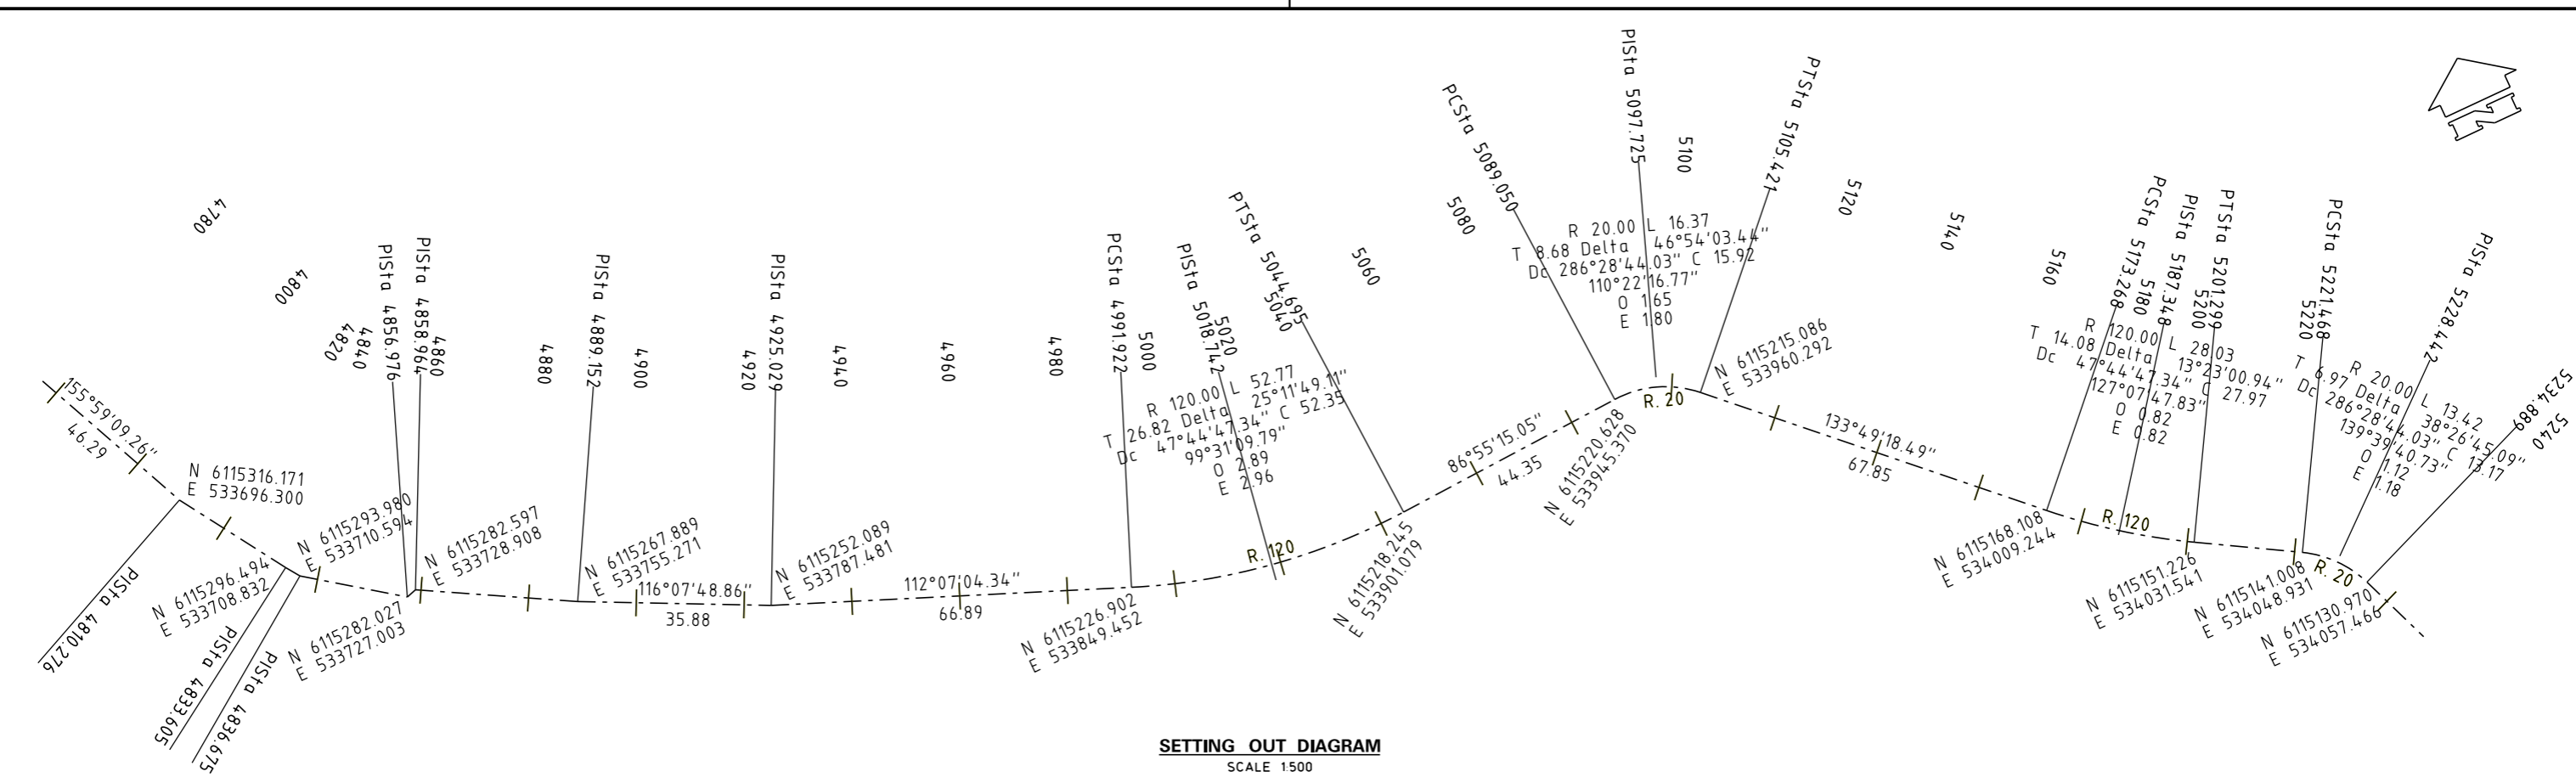 4780
4800
4820
4840
PISta 4856.976
PISta 4858.964
4860
4880
PISta 4889.152
4900
4920
PISta 4925.029
4940
4960
4980
PCSta 4991.922
5000
PISta 5018.742
5020
PTSta 5044.695
5040
5060
5080
PCSta 5089.050
PISta 5097.725
5100
PTSta 5105.421
5120
5140
5160
PCSta 5173.268
5180
PISta 5187.348
5200
PTSta 5201.299
5220
PCSta 5221.468
PISta 5228.442
5234.889
5240
155°59'09.26"
46.29
N 6115316.171
E 533696.300
PISta 4810.276
N 6115296.494
E 533708.832
PISta 4833.605
N 6115293.980
E 533710.594
PISta 4836.675
N 6115282.027
E 533727.003
N 6115282.597
E 533728.908
N 6115267.889
E 533755.271
116°07'48.86"
35.88
N 6115252.089
E 533787.481
112°07'04.34"
66.89
N 6115226.902
E 533849.452
R 120.00 L 52.77
T 26.82 Delta 25°11'49.11"
Dc 47°44'47.34" C 52.35
99°31'09.79"
O 2.89
E 2.96
R. 120
N 6115218.245
E 533901.079
86°55'15.05"
44.35
N 6115220.628
E 533945.370
R 20.00 L 16.37
T 8.68 Delta 46°54'03.44"
Dc 286°28'44.03" C 15.92
110°22'16.77"
O 1.65
E 1.80
R. 20
N 6115215.086
E 533960.292
133°49'18.49"
67.85
N 6115168.108
E 534009.244
R 120.00 L 28.03
T 14.08 Delta 13°23'00.94"
Dc 47°44'47.34" C 27.97
127°07'47.83"
O 0.82
E 0.82
R. 120
N 6115151.226
E 534031.541
N 6115141.008
E 534048.931
R 20.00 L 13.42
T 6.97 Delta 38°26'45.09"
Dc 286°28'44.03" C 13.17
139°39'40.73"
O 1.12
E 1.18
R. 20
N 6115130.970
E 534057.466
SETTING OUT DIAGRAM
SCALE 1:500